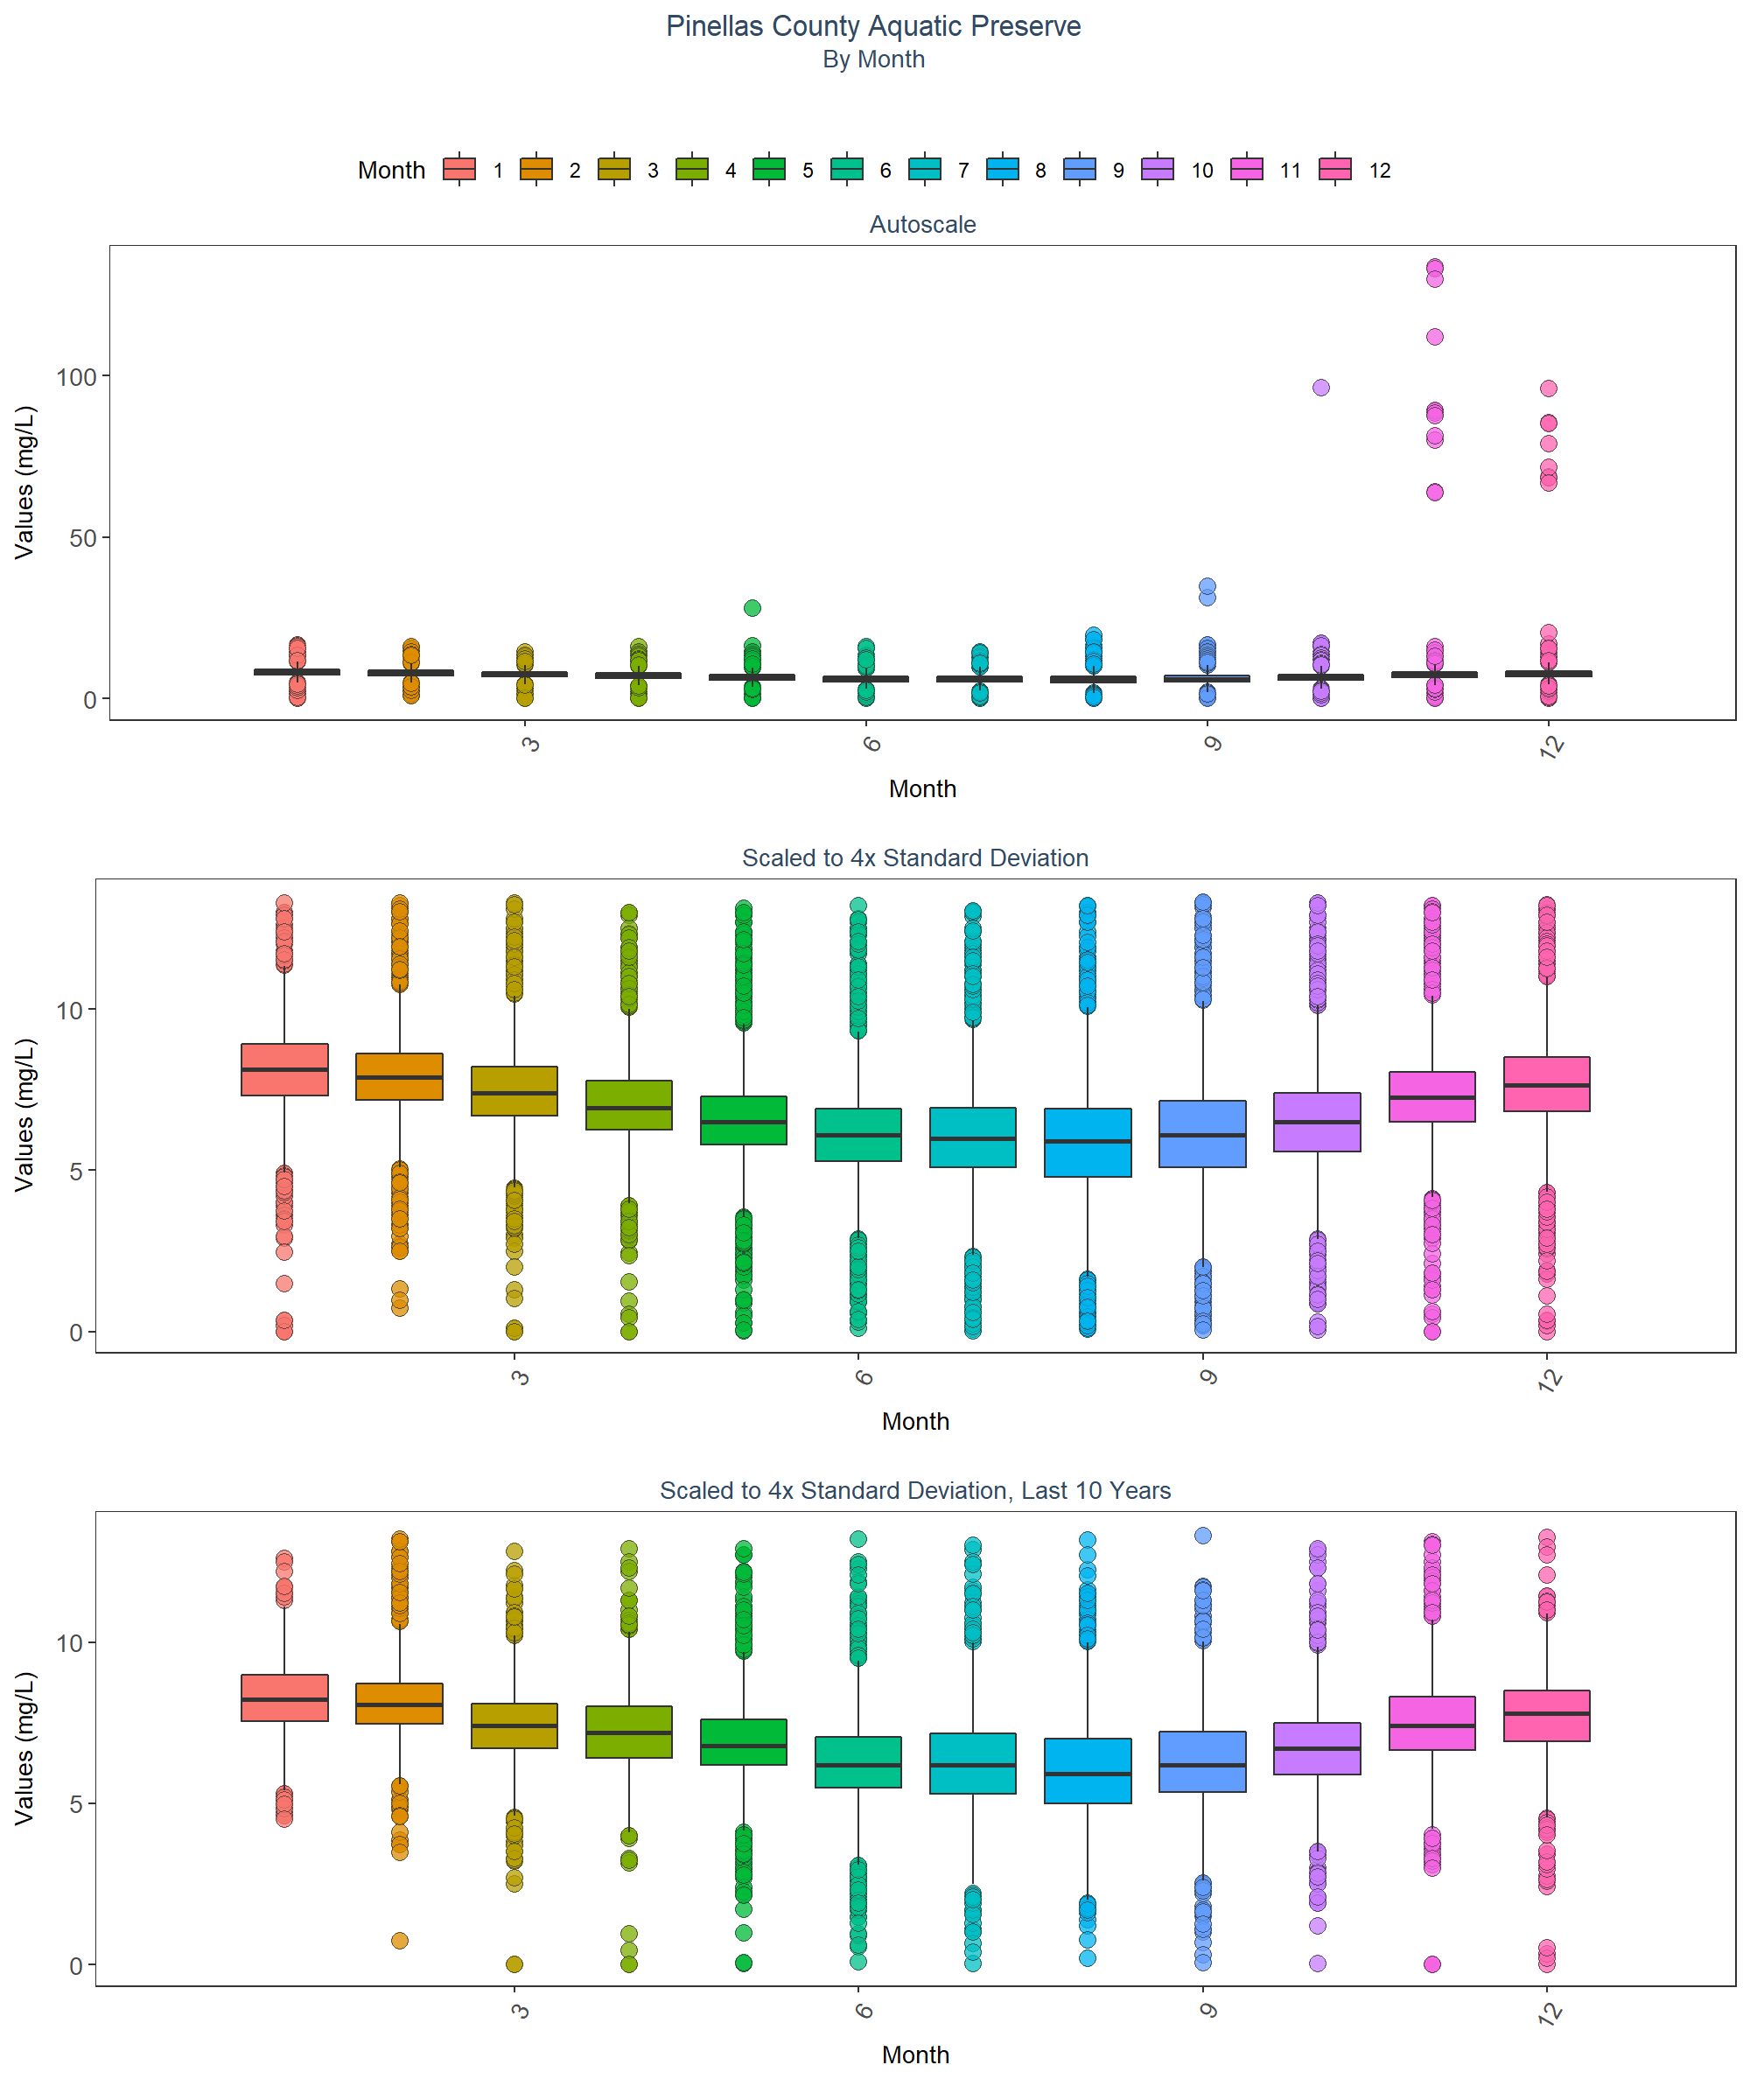 Pinellas County Aquatic Preserve
By Month
Month 1 2 3 4 5 6 7 8 9 10 11 12
Autoscale
Values (mg/L)
100
50
0
3 6 9 12
Month
Scaled to 4x Standard Deviation
Values (mg/L)
10
5
0
3 6 9 12
Month
Scaled to 4x Standard Deviation, Last 10 Years
Values (mg/L)
10
5
0
3 6 9 12
Month